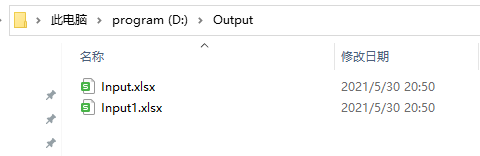 此电脑 › program (D:) › Output
名称 修改日期
Input.xlsx 2021/5/30 20:50
Input1.xlsx 2021/5/30 20:50